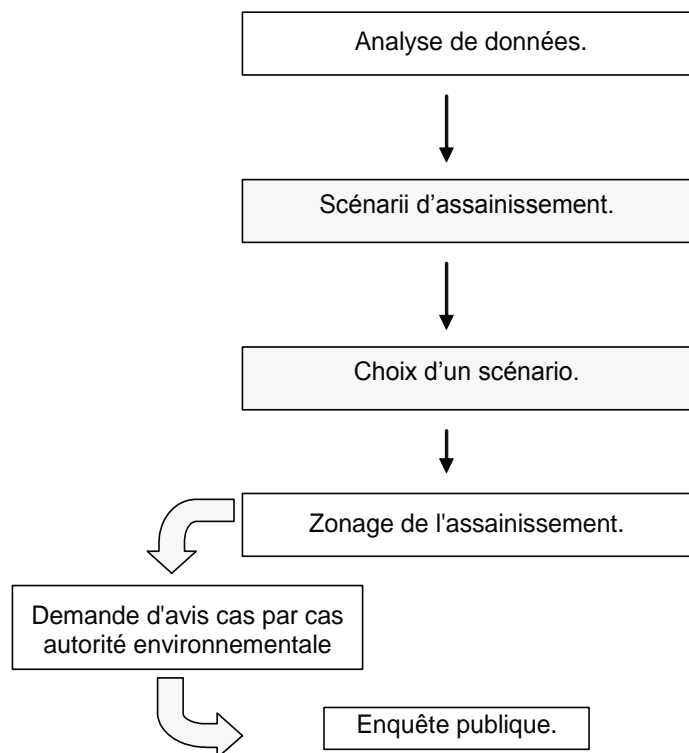 Analyse de données.
Scénarii d’assainissement.
Choix d’un scénario.
Zonage de l'assainissement.
Demande d'avis cas par cas
autorité environnementale
Enquête publique.